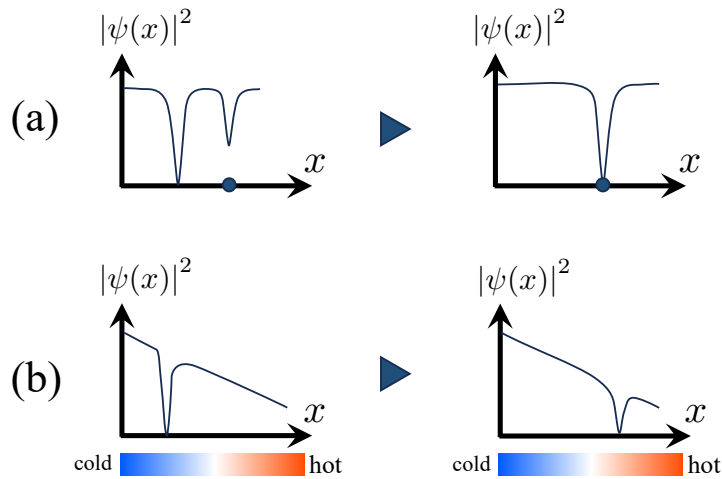 |ψ(x)|²
|ψ(x)|²
(a)
x
x
|ψ(x)|²
|ψ(x)|²
(b)
x
x
cold
hot
cold
hot